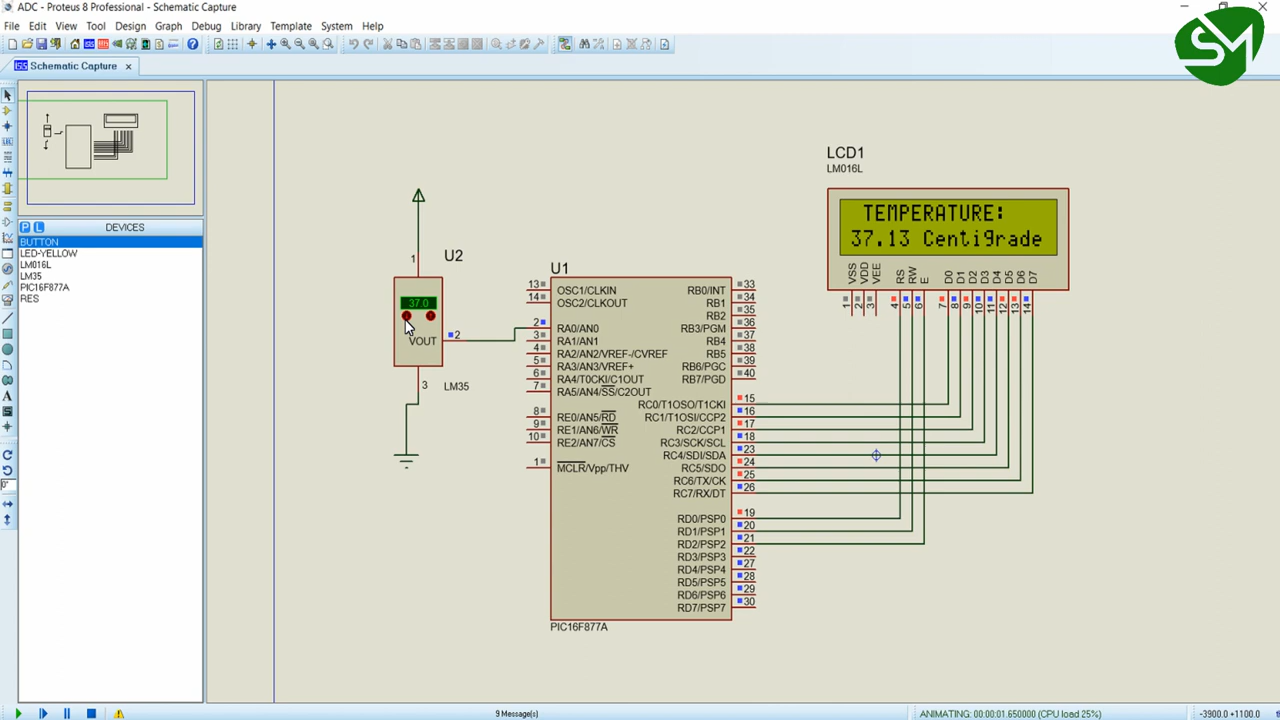 ADC - Proteus 8 Professional - Schematic Capture
File Edit View Tool Design Graph Debug Library Template System Help
Schematic Capture
SM
P L DEVICES
BUTTON
LED-YELLOW
LM016L
LM35
PIC16F877A
RES
LCD1
LM016L
TEMPERATURE:
37.13 Centigrade
VSS VDD VEE RS RW E D0 D1 D2 D3 D4 D5 D6 D7
1 2 3 4 5 6 7 8 9 10 11 12 13 14
U2
1
37.0
VOUT
2
3
LM35
U1
13 OSC1/CLKIN RB0/INT 33
14 OSC2/CLKOUT RB1 34
RB2 35
2 RA0/AN0 RB3/PGM 36
3 RA1/AN1 RB4 37
4 RA2/AN2/VREF-/CVREF RB5 38
5 RA3/AN3/VREF+ RB6/PGC 39
6 RA4/T0CKI/C1OUT RB7/PGD 40
7 RA5/AN4/SS/C2OUT
RC0/T1OSO/T1CKI 15
8 RE0/AN5/RD RC1/T1OSI/CCP2 16
9 RE1/AN6/WR RC2/CCP1 17
10 RE2/AN7/CS RC3/SCK/SCL 18
RC4/SDI/SDA 23
1 MCLR/Vpp/THV RC5/SDO 24
RC6/TX/CK 25
RC7/RX/DT 26
RD0/PSP0 19
RD1/PSP1 20
RD2/PSP2 21
RD3/PSP3 22
RD4/PSP4 27
RD5/PSP5 28
RD6/PSP6 29
RD7/PSP7 30
PIC16F877A
9 Message(s)
ANIMATING: 00:00:01.650000 (CPU load 25%)
-3900.0 +1100.0